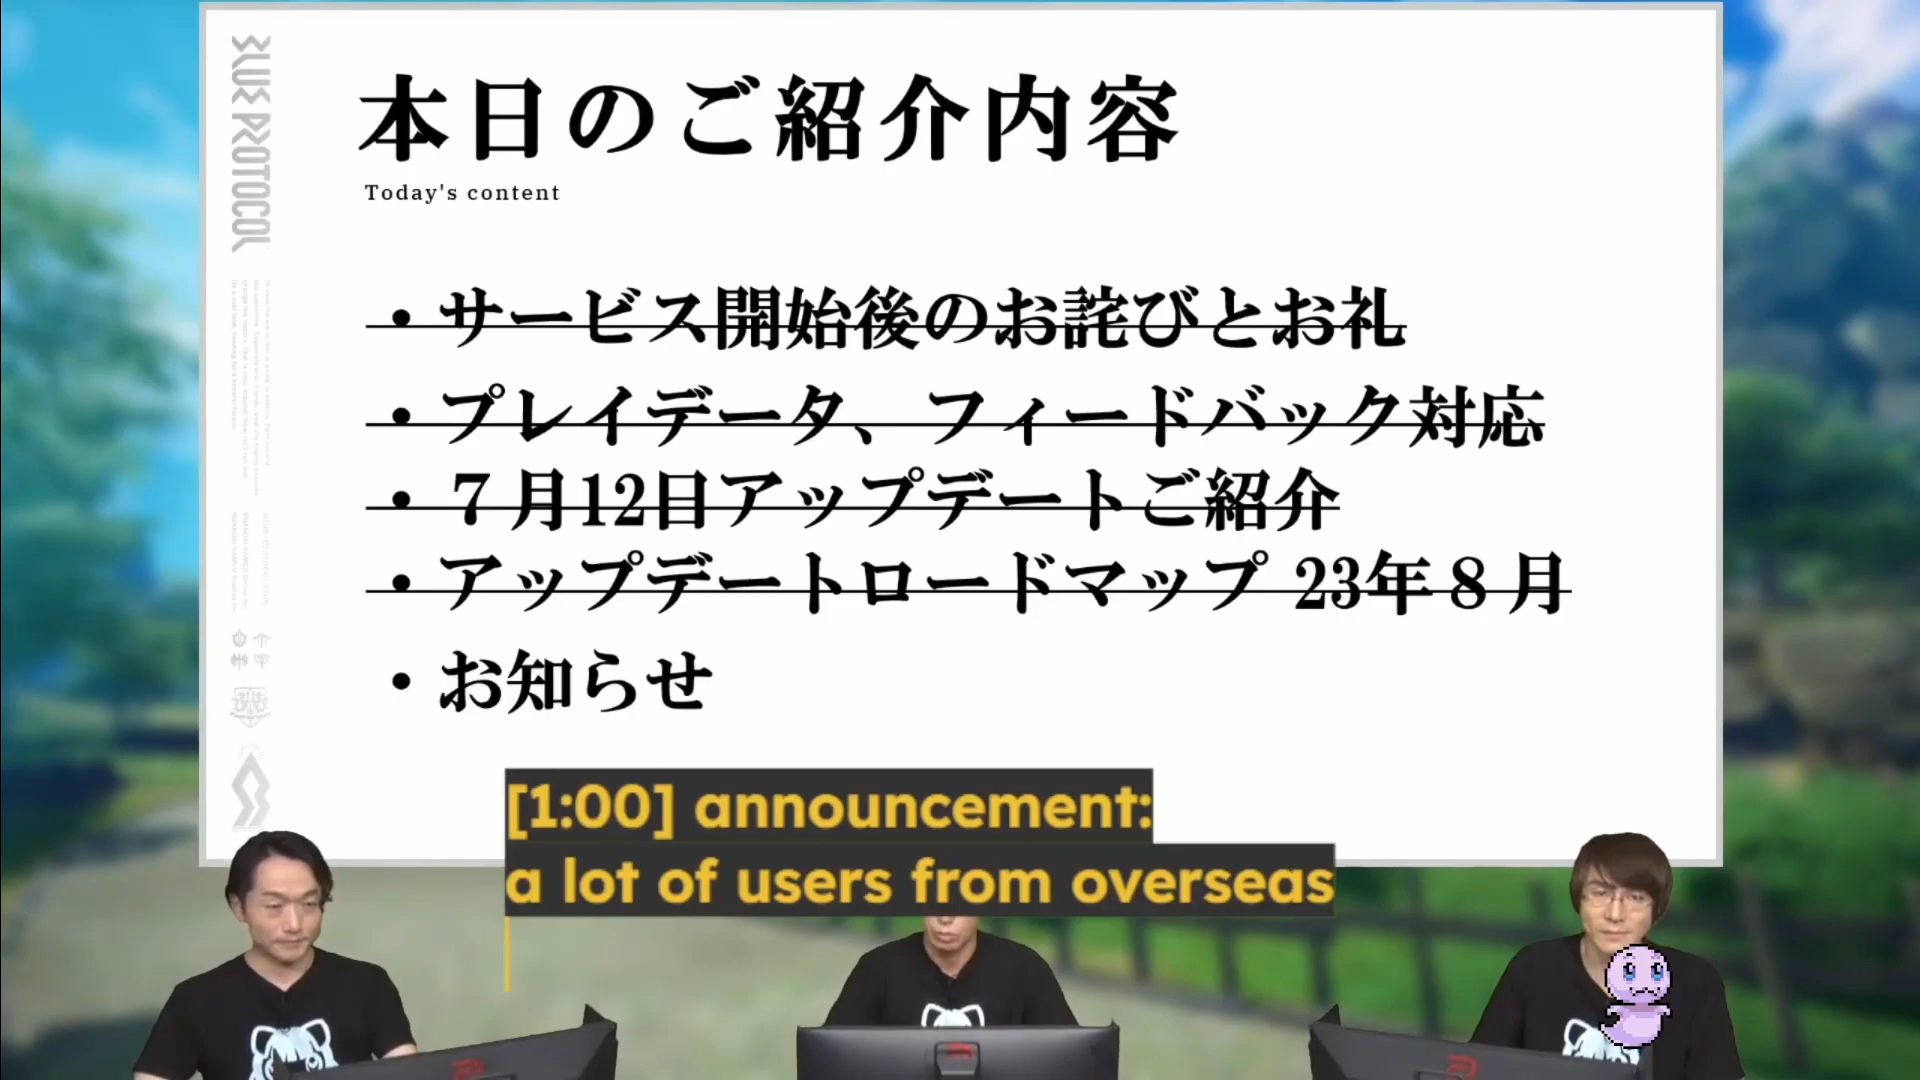 BLUE PROTOCOL
本日のご紹介内容
Today's content
・サービス開始後のお詫びとお礼
・プレイデータ、フィードバック対応
・７月12日アップデートご紹介
・アップデートロードマップ 23年８月
・お知らせ
[1:00] announcement:
a lot of users from overseas